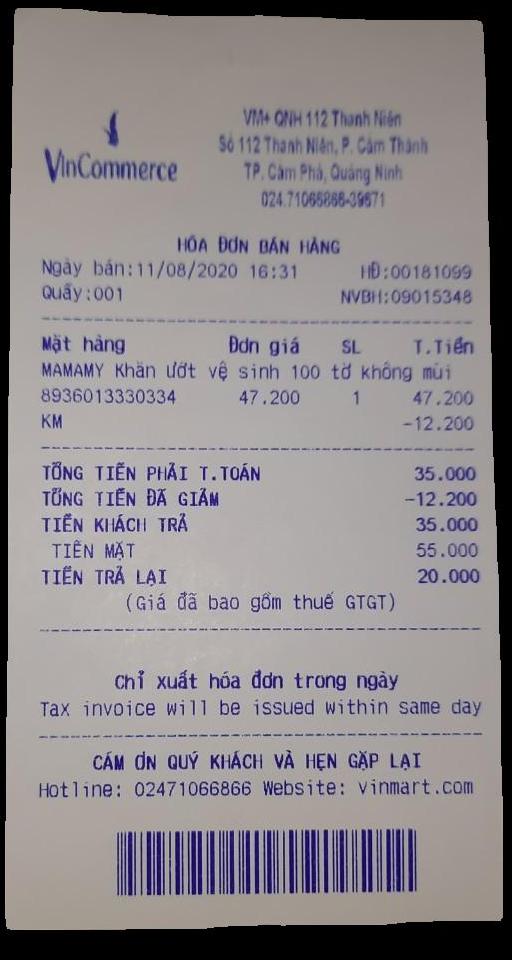 VinCommerce
VM+ QNH 112 Thanh Niên
Số 112 Thanh Niên, P. Cẩm Thành
TP. Cẩm Phả, Quảng Ninh
024.71066866-39671
HÓA ĐƠN BÁN HÀNG
Ngày bán:11/08/2020 16:31 HĐ:00181099
Quầy:001 NVBH:09015348
Mặt hàng Đơn giá SL T.Tiền
MAMAMY Khăn ướt vệ sinh 100 tờ không mùi
8936013330334 47.200 1 47.200
KM -12.200
TỔNG TIỀN PHẢI T.TOÁN 35.000
TỔNG TIỀN ĐÃ GIẢM -12.200
TIỀN KHÁCH TRẢ 35.000
TIỀN MẶT 55.000
TIỀN TRẢ LẠI 20.000
(Giá đã bao gồm thuế GTGT)
Chỉ xuất hóa đơn trong ngày
Tax invoice will be issued within same day
CẢM ƠN QUÝ KHÁCH VÀ HẸN GẶP LẠI
Hotline: 02471066866 Website: vinmart.com